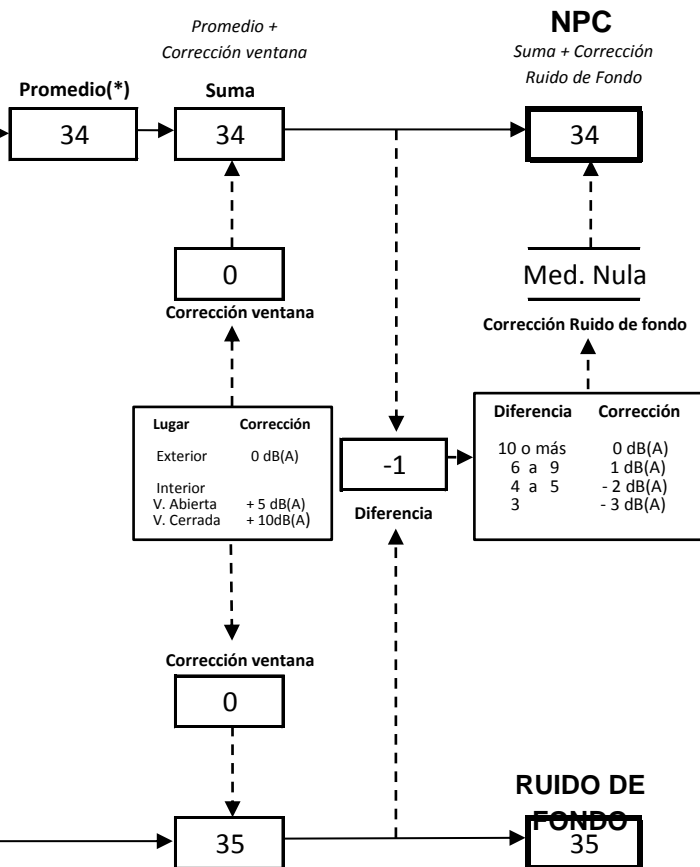 Promedio +
Corrección ventana
NPC
Suma + Corrección
Ruido de Fondo
Promedio(*)
Suma
34
34
34
0
Med. Nula
Corrección ventana
Corrección Ruido de fondo
Lugar Corrección
Exterior 0 dB(A)
Interior
V. Abierta + 5 dB(A)
V. Cerrada + 10dB(A)
-1
Diferencia
Diferencia Corrección
10 o más 0 dB(A)
6 a 9 1 dB(A)
4 a 5 - 2 dB(A)
3 - 3 dB(A)
Corrección ventana
0
35
RUIDO DE
FONDO
35